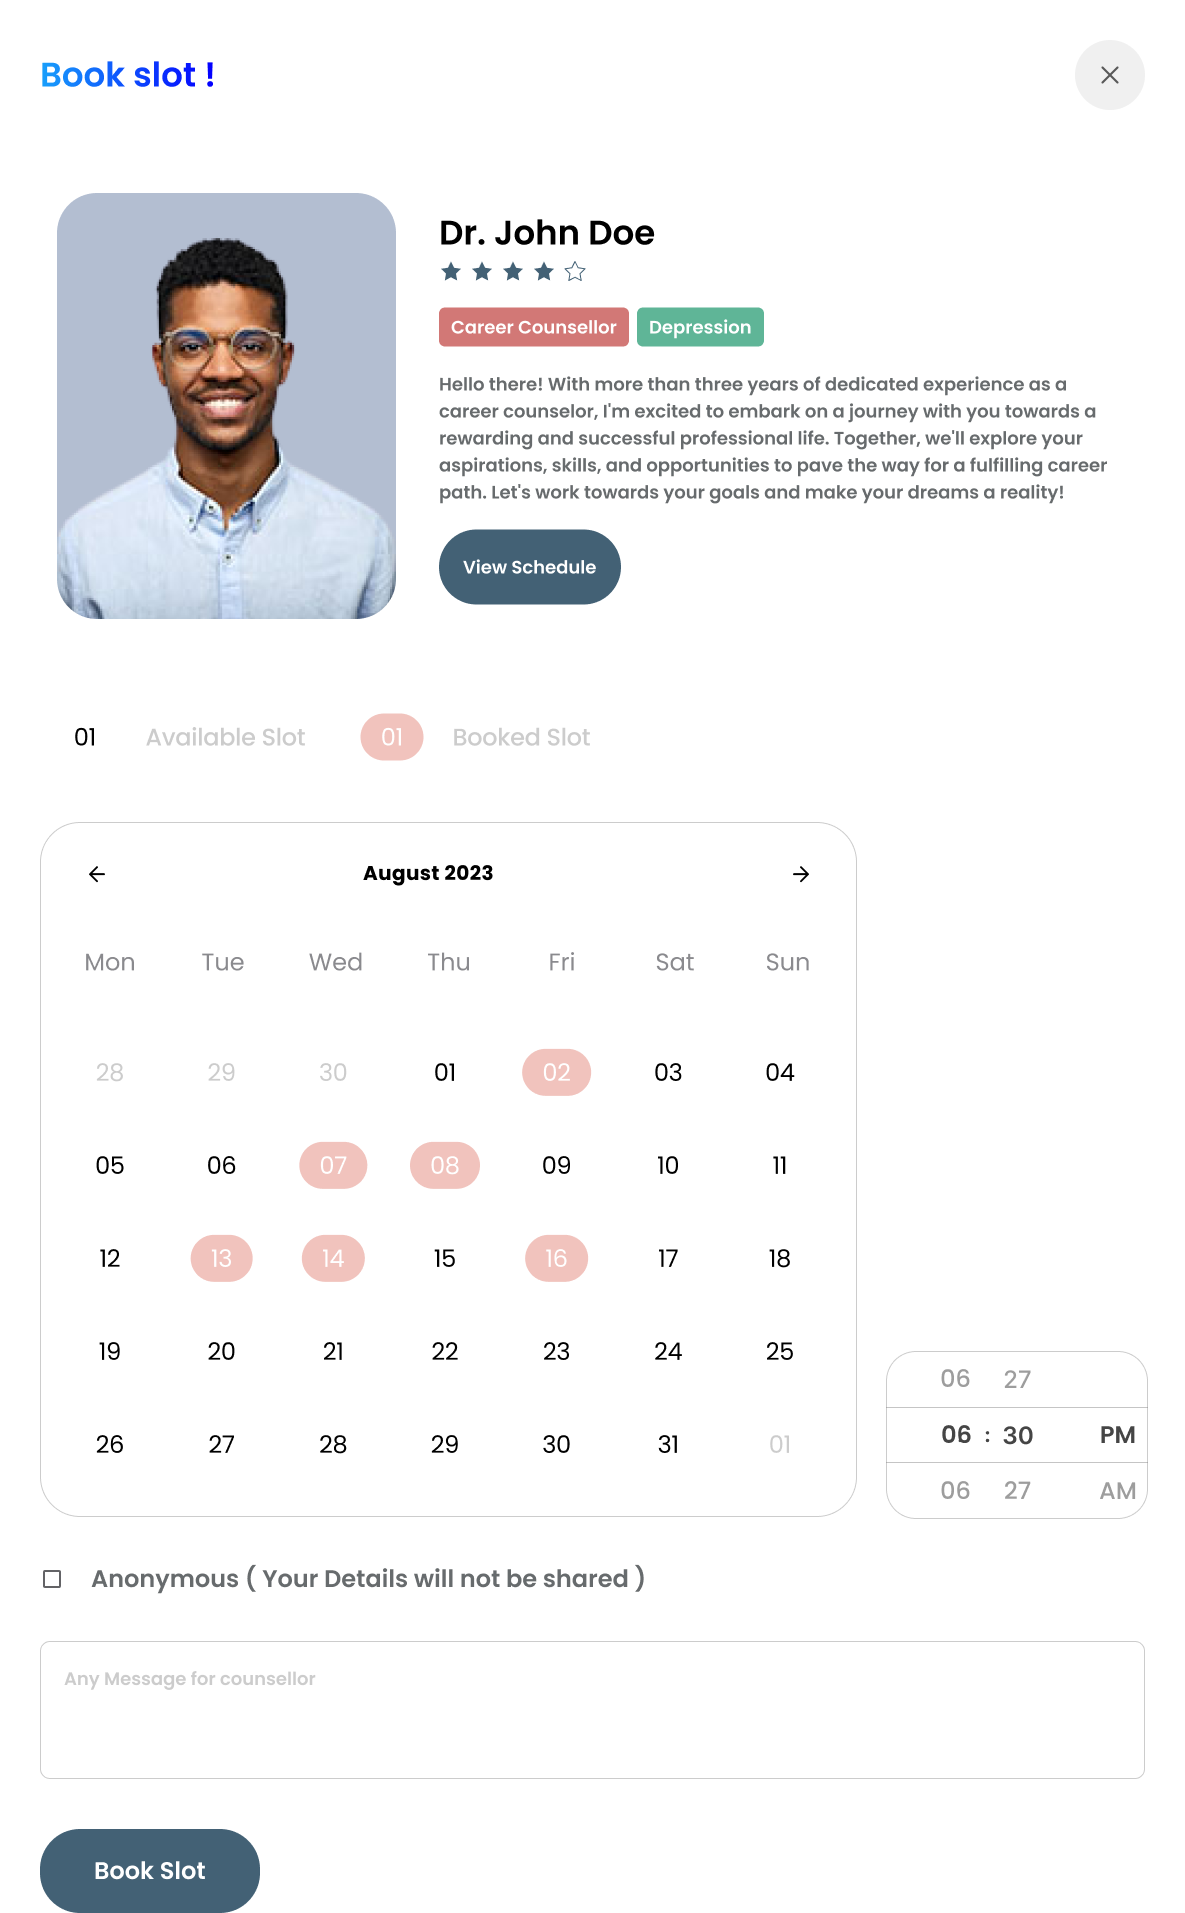 Book slot !
Dr. John Doe
Career Counsellor Depression
Hello there! With more than three years of dedicated experience as a
career counselor, I'm excited to embark on a journey with you towards a
rewarding and successful professional life. Together, we'll explore your
aspirations, skills, and opportunities to pave the way for a fulfilling career
path. Let's work towards your goals and make your dreams a reality!
View Schedule
01 Available Slot 01 Booked Slot
August 2023
Mon Tue Wed Thu Fri Sat Sun
28 29 30 01 02 03 04
05 06 07 08 09 10 11
12 13 14 15 16 17 18
19 20 21 22 23 24 25
26 27 28 29 30 31 01
06 27
06 : 30 PM
06 27 AM
Anonymous ( Your Details will not be shared )
Any Message for counsellor
Book Slot